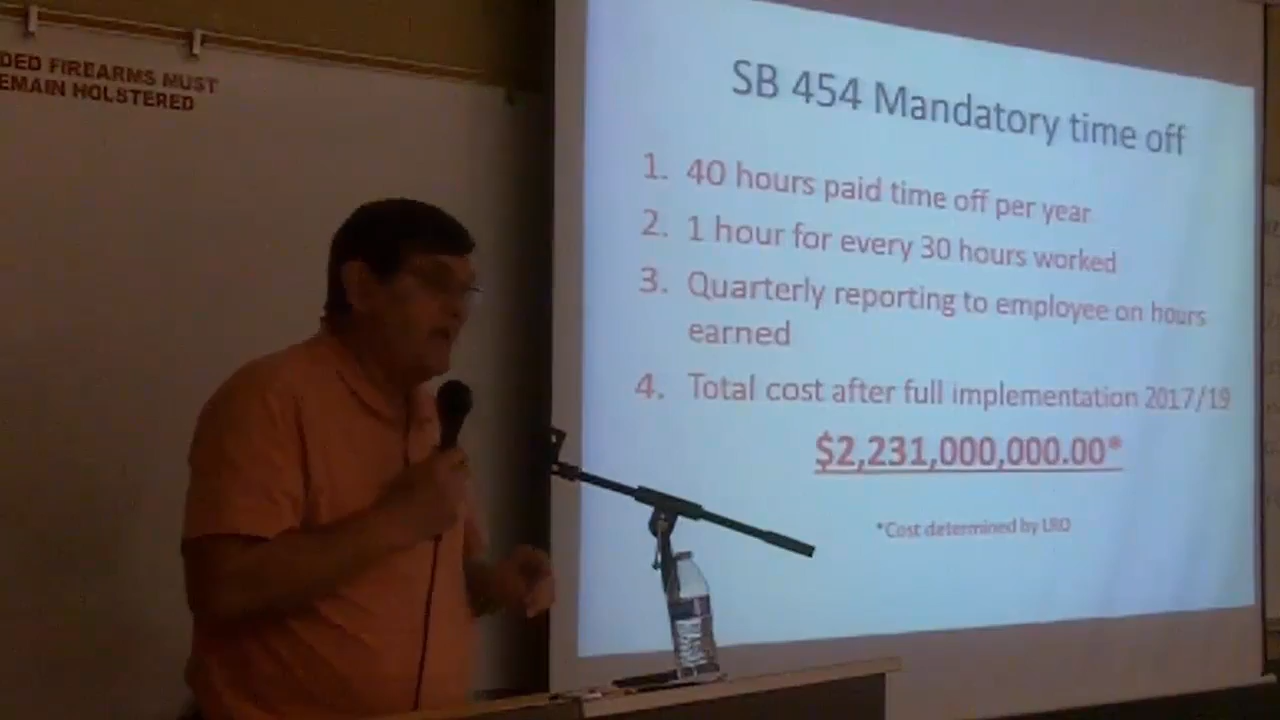 DED FIREARMS MUST
EMAIN HOLSTERED
SB 454 Mandatory time off
1. 40 hours paid time off per year
2. 1 hour for every 30 hours worked
3. Quarterly reporting to employee on hours
earned
4. Total cost after full implementation 2017/19
$2,231,000,000.00*
*Cost determined by LRO